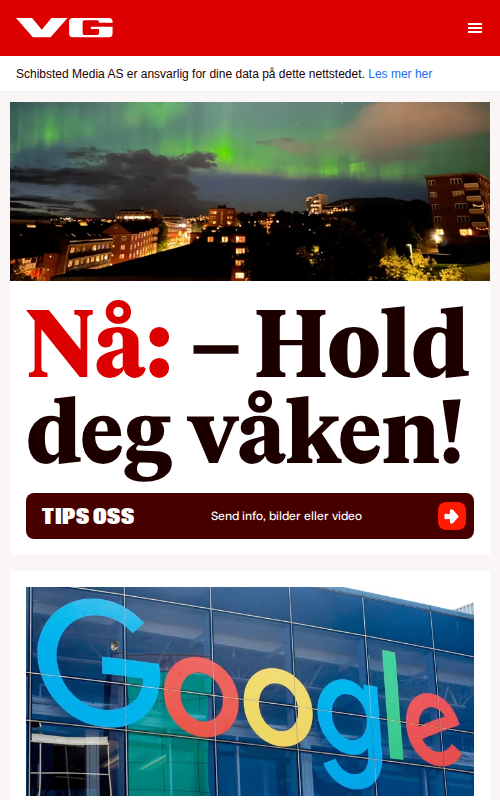 VG
Schibsted Media AS er ansvarlig for dine data på dette nettstedet. Les mer her
Nå: – Hold
deg våken!
TIPS OSS
Send info, bilder eller video
Google